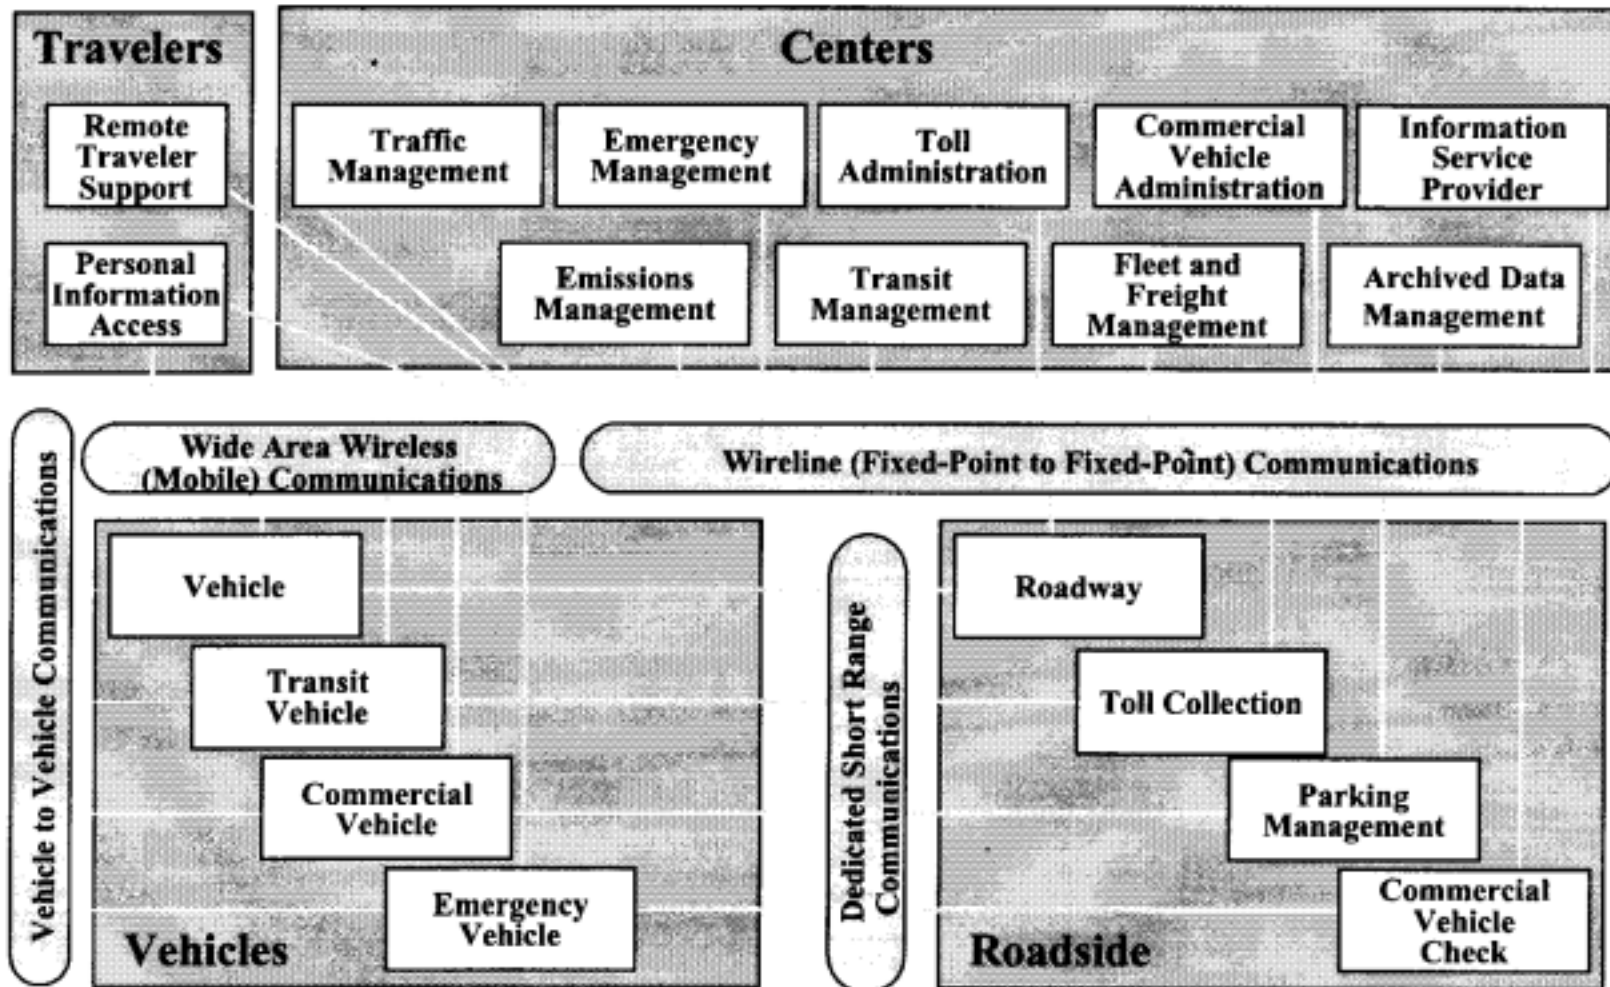 Travelers
Remote
Traveler
Support
Personal
Information
Access
Centers
Traffic
Management
Emergency
Management
Toll
Administration
Commercial
Vehicle
Administration
Information
Service
Provider
Emissions
Management
Transit
Management
Fleet and
Freight
Management
Archived Data
Management
Vehicle to Vehicle Communications
Wide Area Wireless
(Mobile) Communications
Wireline (Fixed-Point to Fixed-Point) Communications
Vehicle
Transit
Vehicle
Commercial
Vehicle
Emergency
Vehicle
Vehicles
Dedicated Short Range
Communications
Roadway
Toll Collection
Parking
Management
Commercial
Vehicle
Check
Roadside